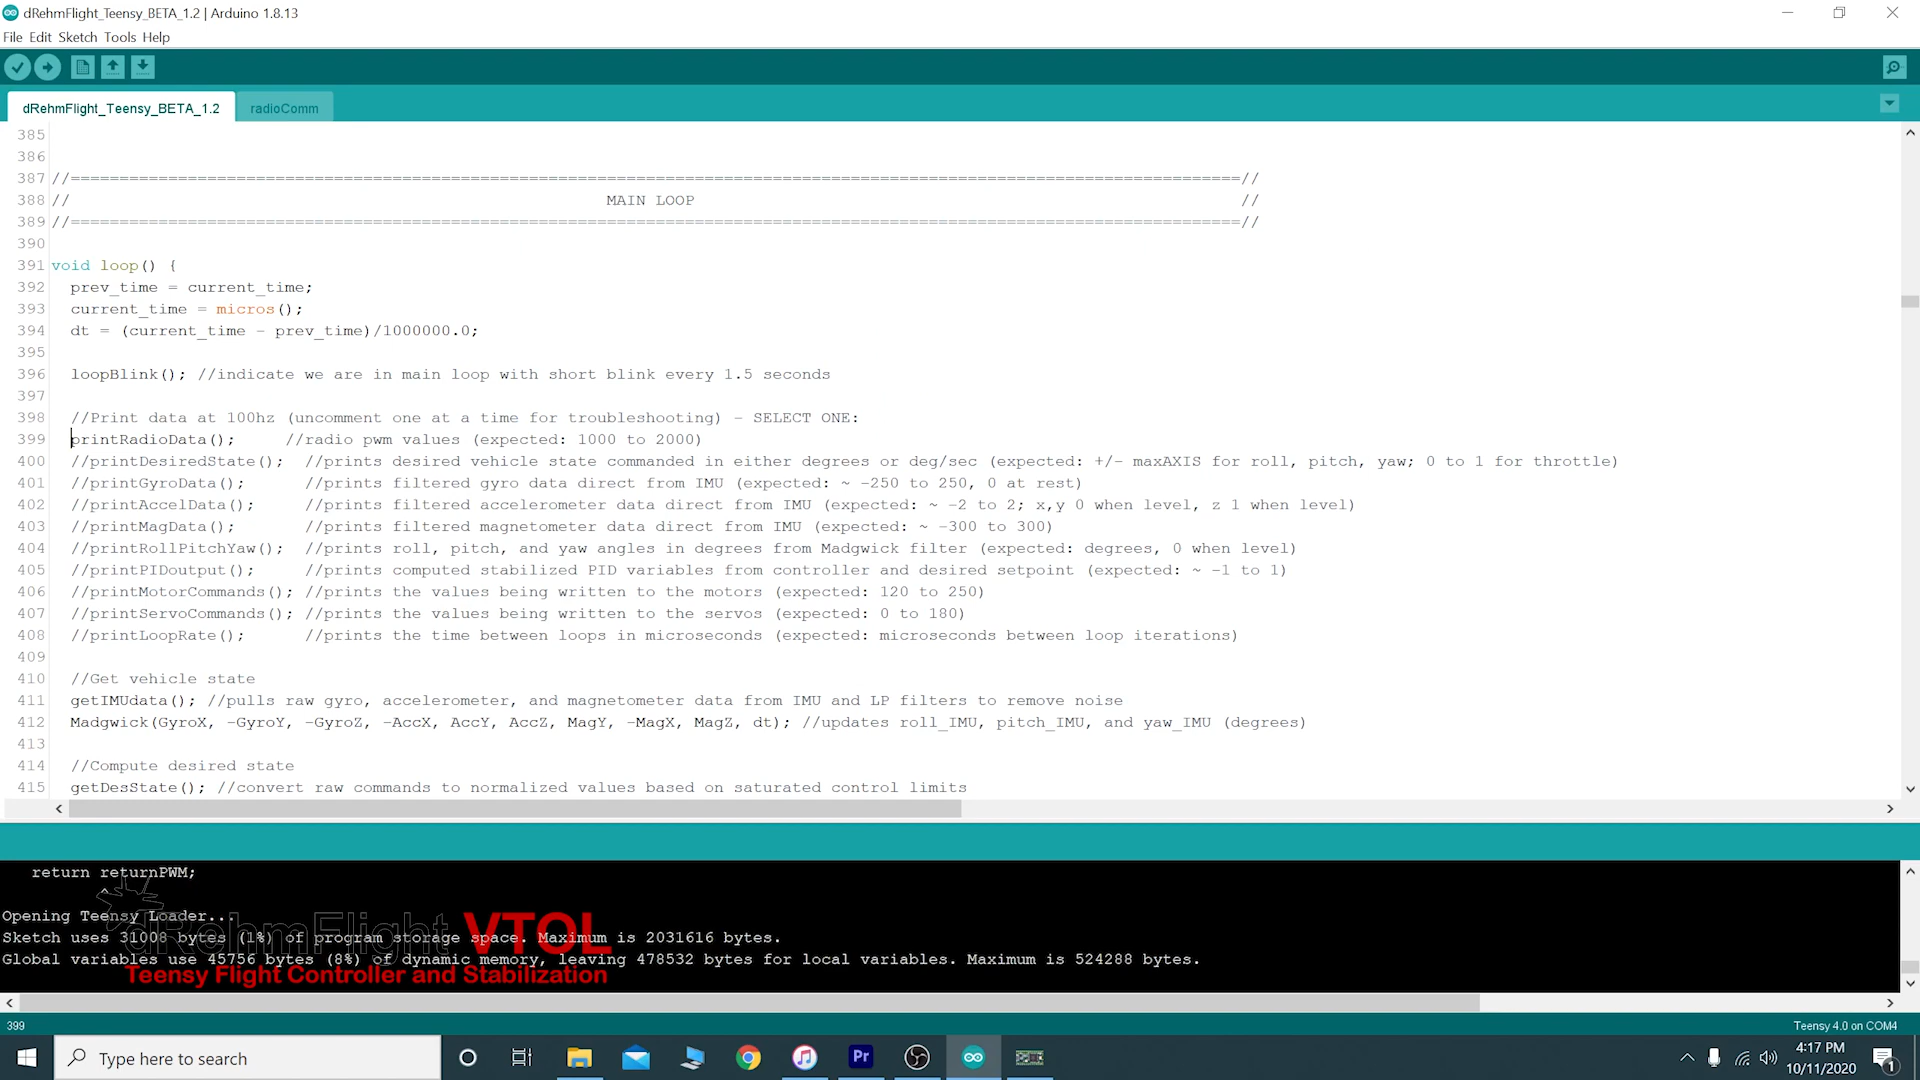 dRehmFlight_Teensy_BETA_1.2 | Arduino 1.8.13
File Edit Sketch Tools Help
dRehmFlight_Teensy_BETA_1.2 radioComm
385
386
387 //========================================================================================================================//
388 // MAIN LOOP //
389 //========================================================================================================================//
390
391 void loop() {
392 prev_time = current_time;
393 current_time = micros();
394 dt = (current_time - prev_time)/1000000.0;
395
396 loopBlink(); //indicate we are in main loop with short blink every 1.5 seconds
397
398 //Print data at 100hz (uncomment one at a time for troubleshooting) - SELECT ONE:
399 printRadioData(); //radio pwm values (expected: 1000 to 2000)
400 //printDesiredState(); //prints desired vehicle state commanded in either degrees or deg/sec (expected: +/- maxAXIS for roll, pitch, yaw; 0 to 1 for throttle)
401 //printGyroData(); //prints filtered gyro data direct from IMU (expected: ~ -250 to 250, 0 at rest)
402 //printAccelData(); //prints filtered accelerometer data direct from IMU (expected: ~ -2 to 2; x,y 0 when level, z 1 when level)
403 //printMagData(); //prints filtered magnetometer data direct from IMU (expected: ~ -300 to 300)
404 //printRollPitchYaw(); //prints roll, pitch, and yaw angles in degrees from Madgwick filter (expected: degrees, 0 when level)
405 //printPIDoutput(); //prints computed stabilized PID variables from controller and desired setpoint (expected: ~ -1 to 1)
406 //printMotorCommands(); //prints the values being written to the motors (expected: 120 to 250)
407 //printServoCommands(); //prints the values being written to the servos (expected: 0 to 180)
408 //printLoopRate(); //prints the time between loops in microseconds (expected: microseconds between loop iterations)
409
410 //Get vehicle state
411 getIMUdata(); //pulls raw gyro, accelerometer, and magnetometer data from IMU and LP filters to remove noise
412 Madgwick(GyroX, -GyroY, -GyroZ, -AccX, AccY, AccZ, MagY, -MagX, MagZ, dt); //updates roll_IMU, pitch_IMU, and yaw_IMU (degrees)
413
414 //Compute desired state
415 getDesState(); //convert raw commands to normalized values based on saturated control limits
return returnPWM;
^
Opening Teensy Loader...
dRehmFlight VTOL
Sketch uses 31008 bytes (1%) of program storage space. Maximum is 2031616 bytes.
Global variables use 45756 bytes (8%) of dynamic memory, leaving 478532 bytes for local variables. Maximum is 524288 bytes.
Teensy Flight Controller and Stabilization
399 Teensy 4.0 on COM4
Type here to search
Pr
4:17 PM
10/11/2020
1